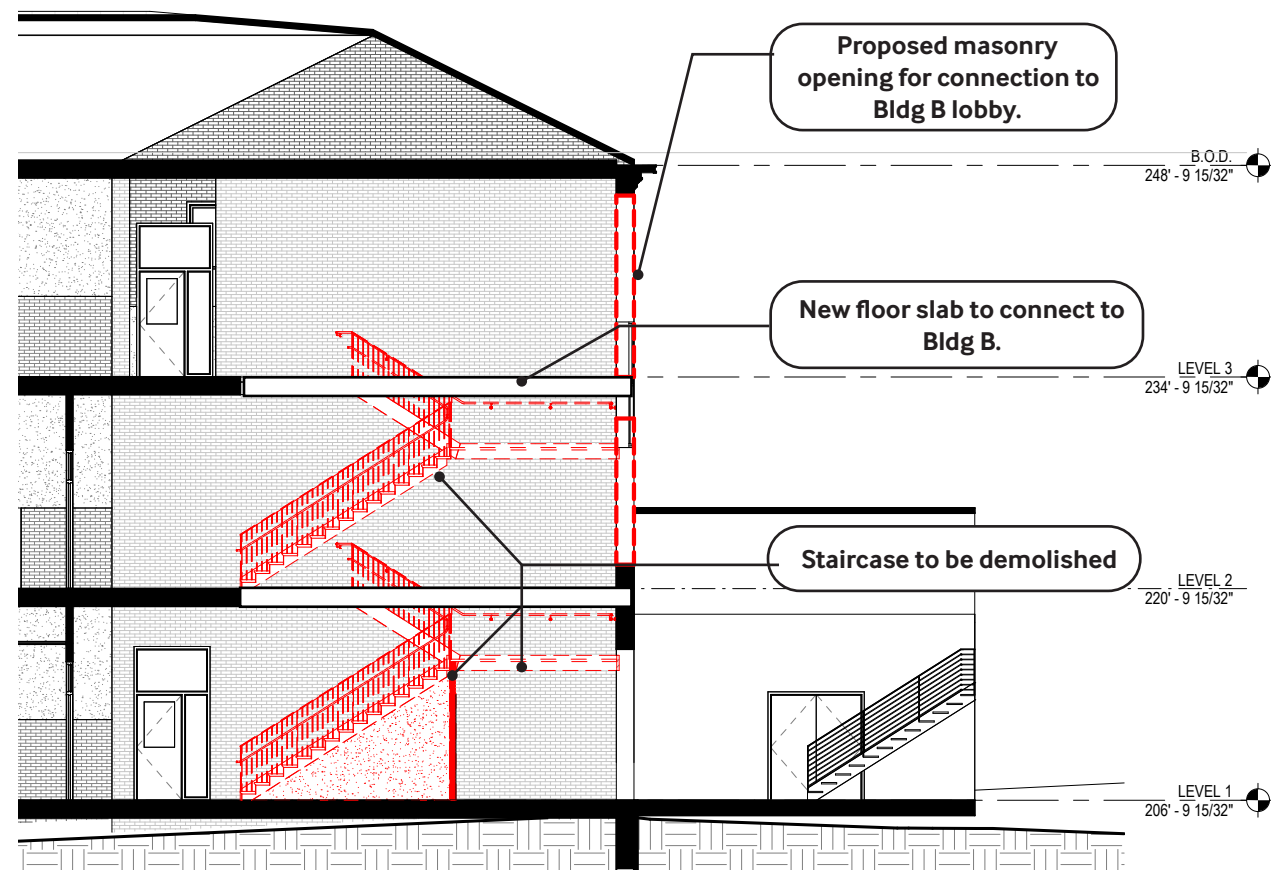 Proposed masonry
opening for connection to
Bldg B lobby.
B.O.D.
248' - 9 15/32"
New floor slab to connect to
Bldg B.
LEVEL 3
234' - 9 15/32"
Staircase to be demolished
LEVEL 2
220' - 9 15/32"
LEVEL 1
206' - 9 15/32"